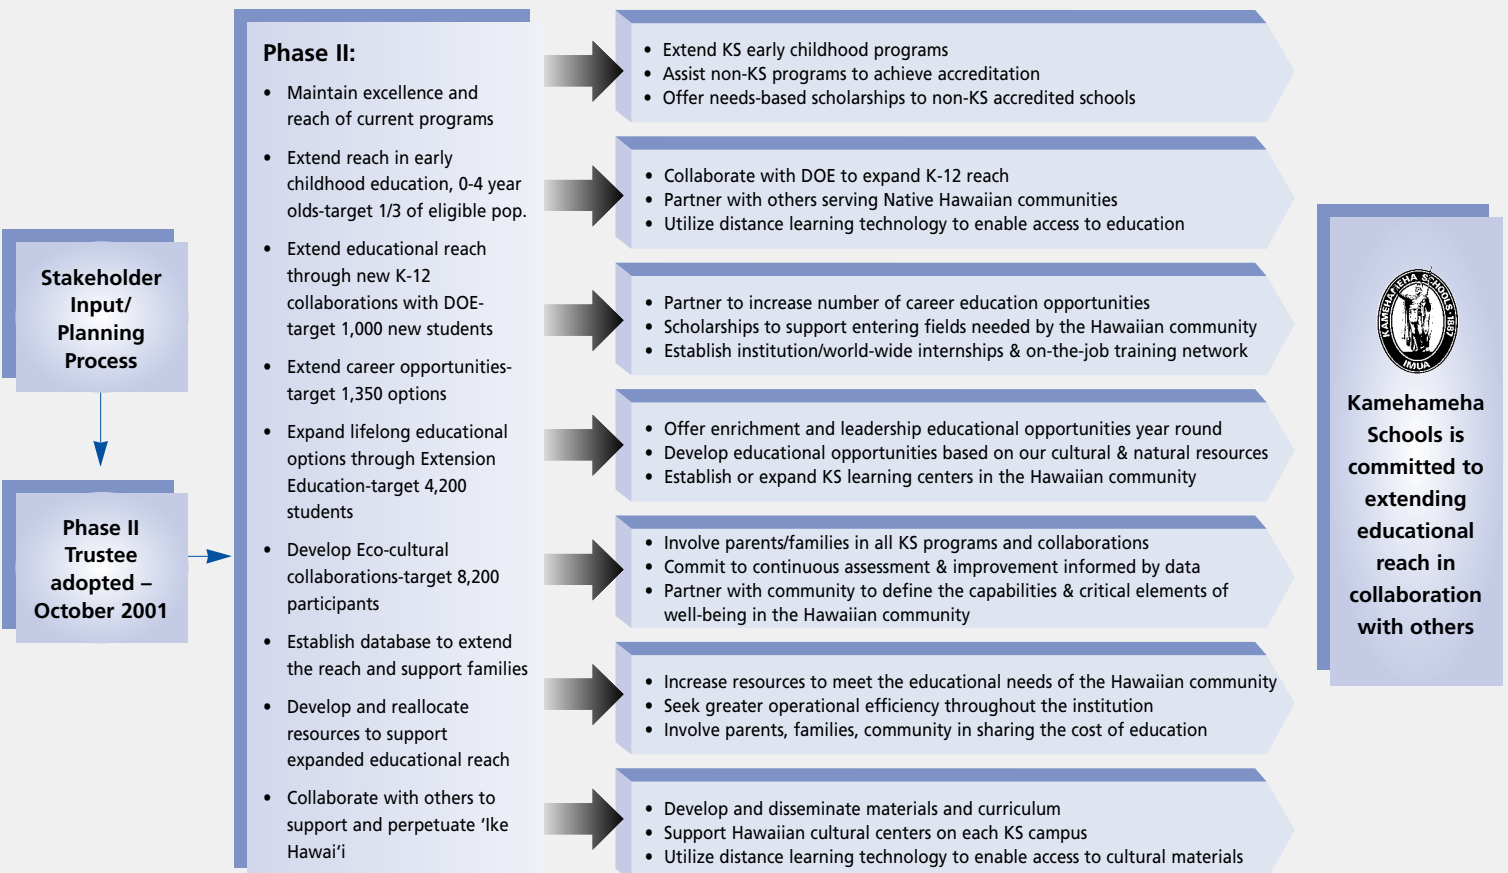 Stakeholder
Input/
Planning
Process
Phase II
Trustee
adopted –
October 2001
Phase II:
• Maintain excellence and
reach of current programs
• Extend reach in early
childhood education, 0-4 year
olds-target 1/3 of eligible pop.
• Extend educational reach
through new K-12
collaborations with DOE-
target 1,000 new students
• Extend career opportunities-
target 1,350 options
• Expand lifelong educational
options through Extension
Education-target 4,200
students
• Develop Eco-cultural
collaborations-target 8,200
participants
• Establish database to extend
the reach and support families
• Develop and reallocate
resources to support
expanded educational reach
• Collaborate with others to
support and perpetuate ‘Ike
Hawai‘i
• Extend KS early childhood programs
• Assist non-KS programs to achieve accreditation
• Offer needs-based scholarships to non-KS accredited schools
• Collaborate with DOE to expand K-12 reach
• Partner with others serving Native Hawaiian communities
• Utilize distance learning technology to enable access to education
• Partner to increase number of career education opportunities
• Scholarships to support entering fields needed by the Hawaiian community
• Establish institution/world-wide internships & on-the-job training network
• Offer enrichment and leadership educational opportunities year round
• Develop educational opportunities based on our cultural & natural resources
• Establish or expand KS learning centers in the Hawaiian community
• Involve parents/families in all KS programs and collaborations
• Commit to continuous assessment & improvement informed by data
• Partner with community to define the capabilities & critical elements of
well-being in the Hawaiian community
• Increase resources to meet the educational needs of the Hawaiian community
• Seek greater operational efficiency throughout the institution
• Involve parents, families, community in sharing the cost of education
• Develop and disseminate materials and curriculum
• Support Hawaiian cultural centers on each KS campus
• Utilize distance learning technology to enable access to cultural materials
KAMEHAMEHA SCHOOLS · 1887
IMUA
Kamehameha
Schools is
committed to
extending
educational
reach in
collaboration
with others